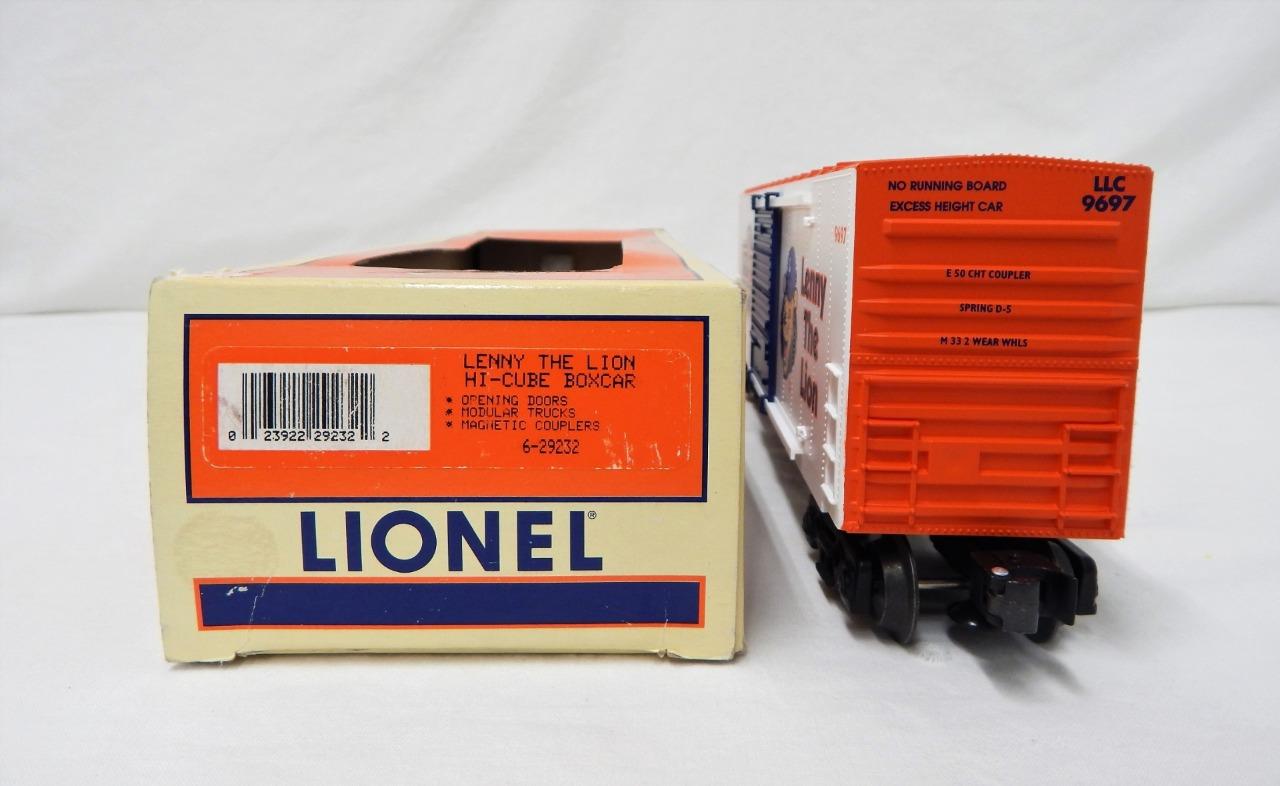 LENNY THE LION
HI-CUBE BOXCAR
* OPENING DOORS
* MODULAR TRUCKS
* MAGNETIC COUPLERS
6-29232
0 23922 29232 2
LIONEL®
NO RUNNING BOARD
EXCESS HEIGHT CAR
LLC
9697
E 50 CHT COUPLER
SPRING D-5
M 33 2 WEAR WHLS
9697
Lenny
The
Lion